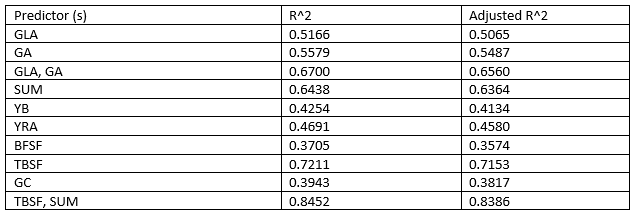 Predictor (s) R^2 Adjusted R^2
GLA 0.5166 0.5065
GA 0.5579 0.5487
GLA, GA 0.6700 0.6560
SUM 0.6438 0.6364
YB 0.4254 0.4134
YRA 0.4691 0.4580
BFSF 0.3705 0.3574
TBSF 0.7211 0.7153
GC 0.3943 0.3817
TBSF, SUM 0.8452 0.8386